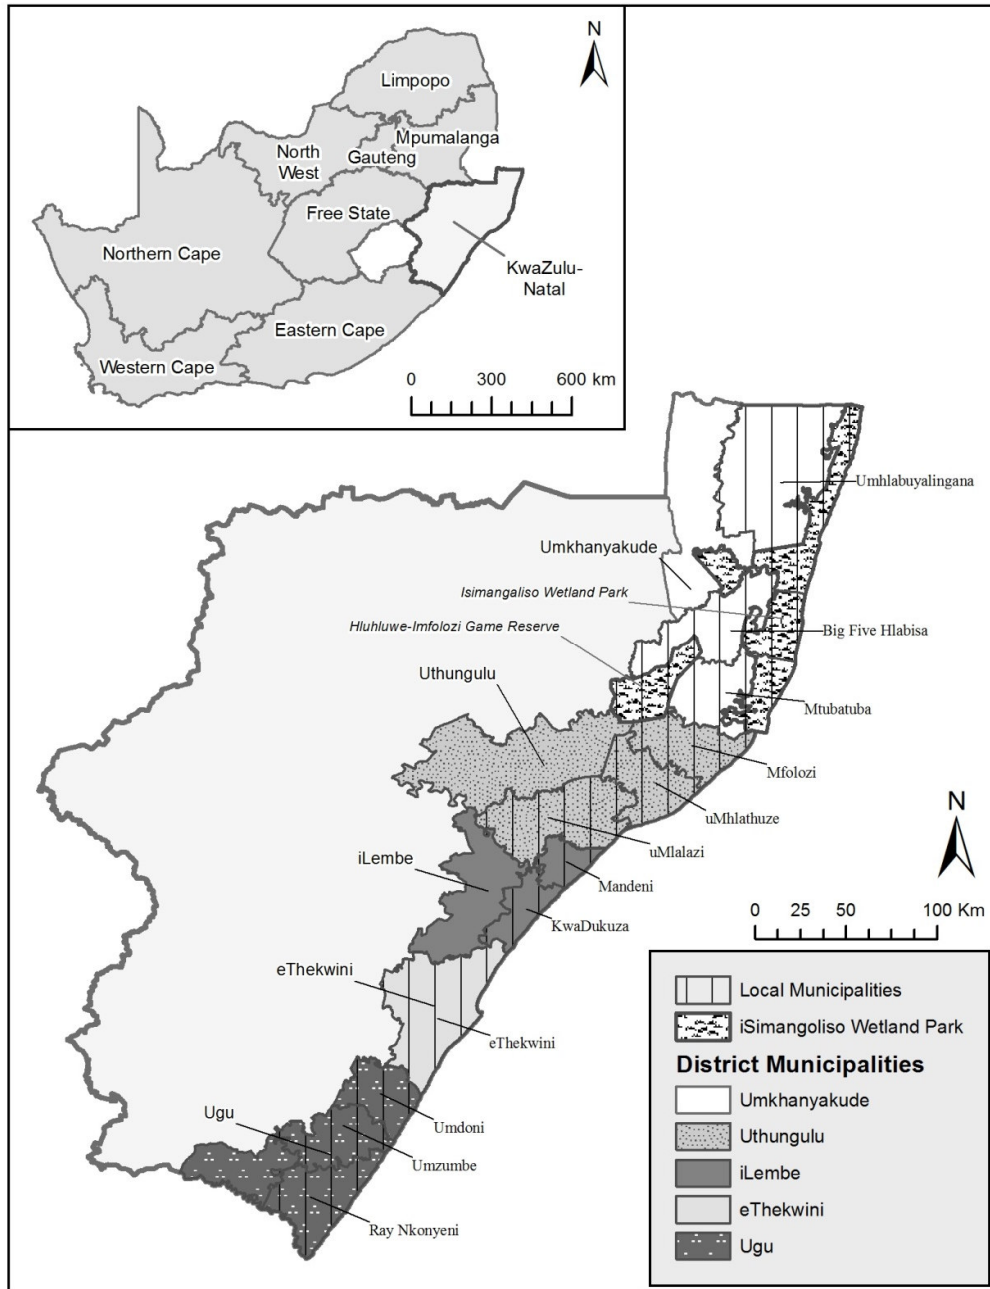 N
Limpopo
Mpumalanga
North
West
Gauteng
Free State
Northern Cape
KwaZulu-
Natal
Eastern Cape
Western Cape
0 300 600 km
Umhlabuyalingana
Umkhanyakude
Isimangaliso Wetland Park
Hluhluwe-Imfolozi Game Reserve
Big Five Hlabisa
Uthungulu
Mtubatuba
Mfolozi
uMhlathuze
uMlalazi
iLembe
Mandeni
KwaDukuza
N
0 25 50 100 Km
eThekwini
eThekwini
Ugu
Umdoni
Umzumbe
Ray Nkonyeni
Local Municipalities
iSimangoliso Wetland Park
District Municipalities
Umkhanyakude
Uthungulu
iLembe
eThekwini
Ugu